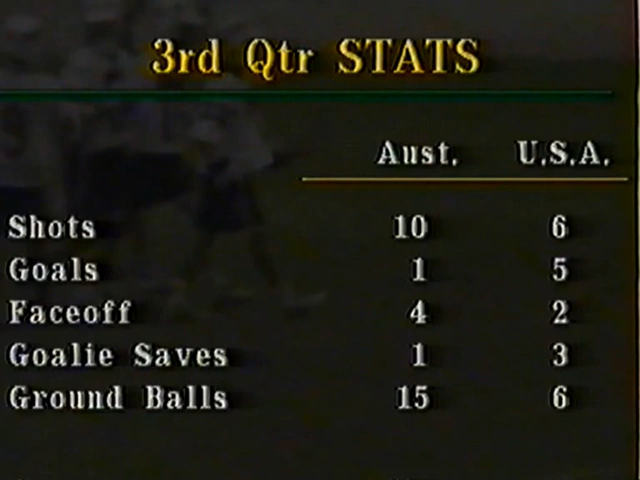 3rd Qtr STATS
Aust. U.S.A.
Shots 10 6
Goals 1 5
Faceoff 4 2
Goalie Saves 1 3
Ground Balls 15 6